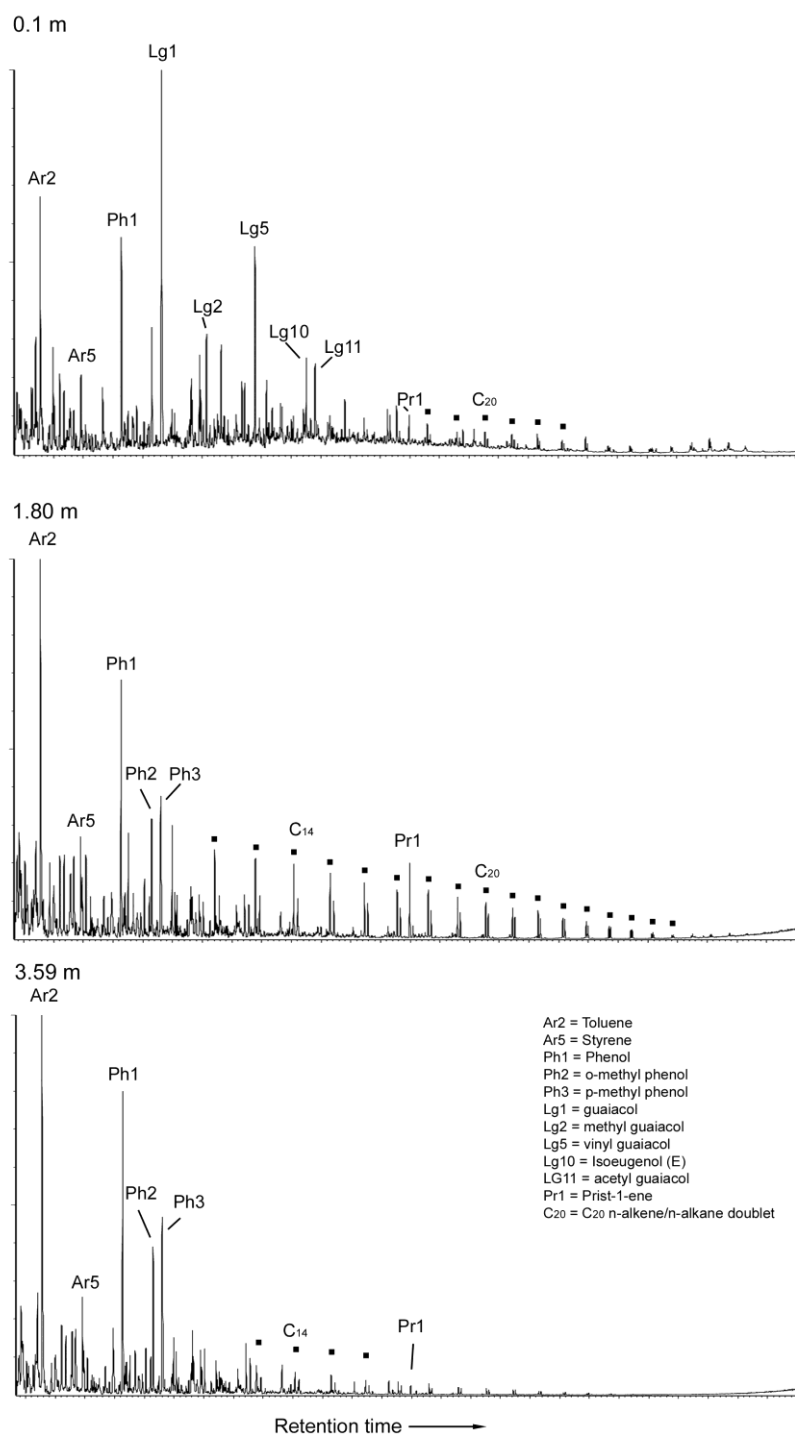 0.1 m
Lg1
Ar2
Ph1
Lg5
Lg2
Lg10
Ar5
Lg11
Pr1
C20
1.80 m
Ar2
Ph1
Ph2
Ph3
Ar5
C14
Pr1
C20
3.59 m
Ar2
Ph1
Ph2
Ph3
Ar5
C14
Pr1
Ar2 = Toluene
Ar5 = Styrene
Ph1 = Phenol
Ph2 = o-methyl phenol
Ph3 = p-methyl phenol
Lg1 = guaiacol
Lg2 = methyl guaiacol
Lg5 = vinyl guaiacol
Lg10 = Isoeugenol (E)
LG11 = acetyl guaiacol
Pr1 = Prist-1-ene
C20 = C20 n-alkene/n-alkane doublet
Retention time